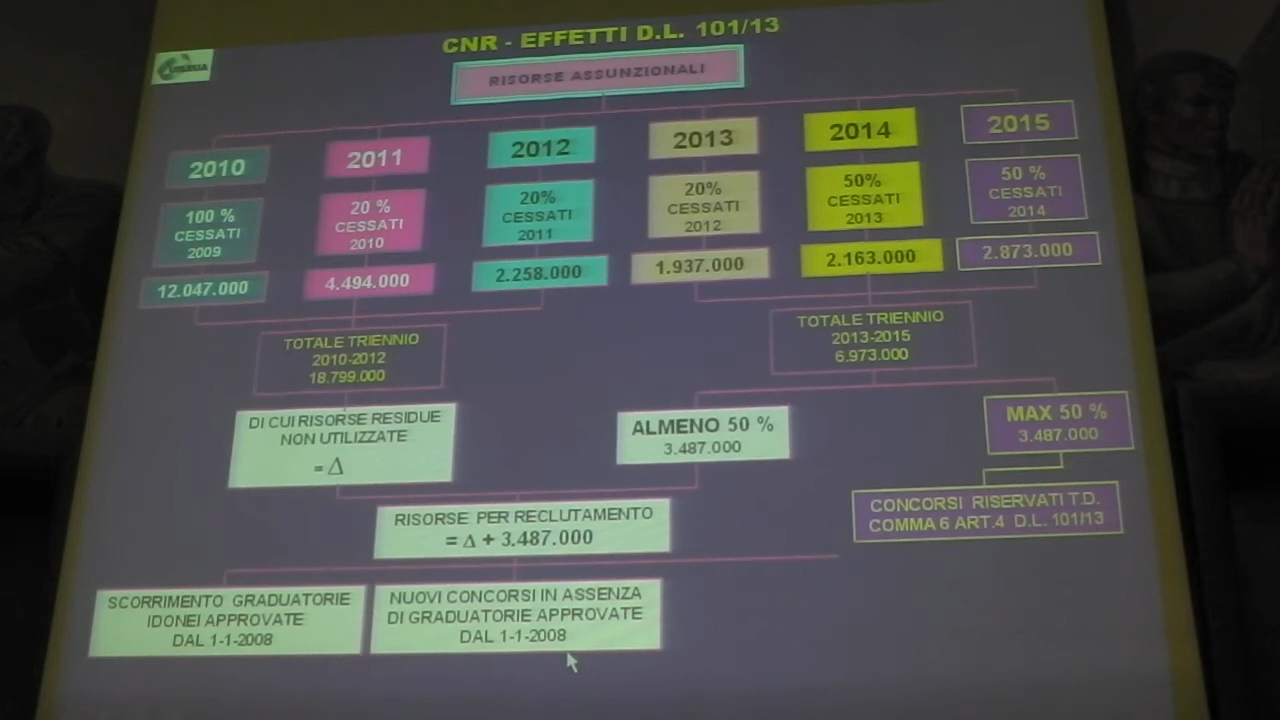 CNR - EFFETTI D.L. 101/13
RISORSE ASSUNZIONALI
2010
100 %
CESSATI
2009
12.047.000
2011
20 %
CESSATI
2010
4.494.000
2012
20%
CESSATI
2011
2.258.000
2013
20%
CESSATI
2012
1.937.000
2014
50%
CESSATI
2013
2.163.000
2015
50 %
CESSATI
2014
2.873.000
TOTALE TRIENNIO
2010-2012
18.799.000
TOTALE TRIENNIO
2013-2015
6.973.000
DI CUI RISORSE RESIDUE
NON UTILIZZATE
= Δ
ALMENO 50 %
3.487.000
MAX 50 %
3.487.000
RISORSE PER RECLUTAMENTO
= Δ + 3.487.000
CONCORSI RISERVATI T.D.
COMMA 6 ART.4 D.L. 101/13
SCORRIMENTO GRADUATORIE
IDONEI APPROVATE
DAL 1-1-2008
NUOVI CONCORSI IN ASSENZA
DI GRADUATORIE APPROVATE
DAL 1-1-2008